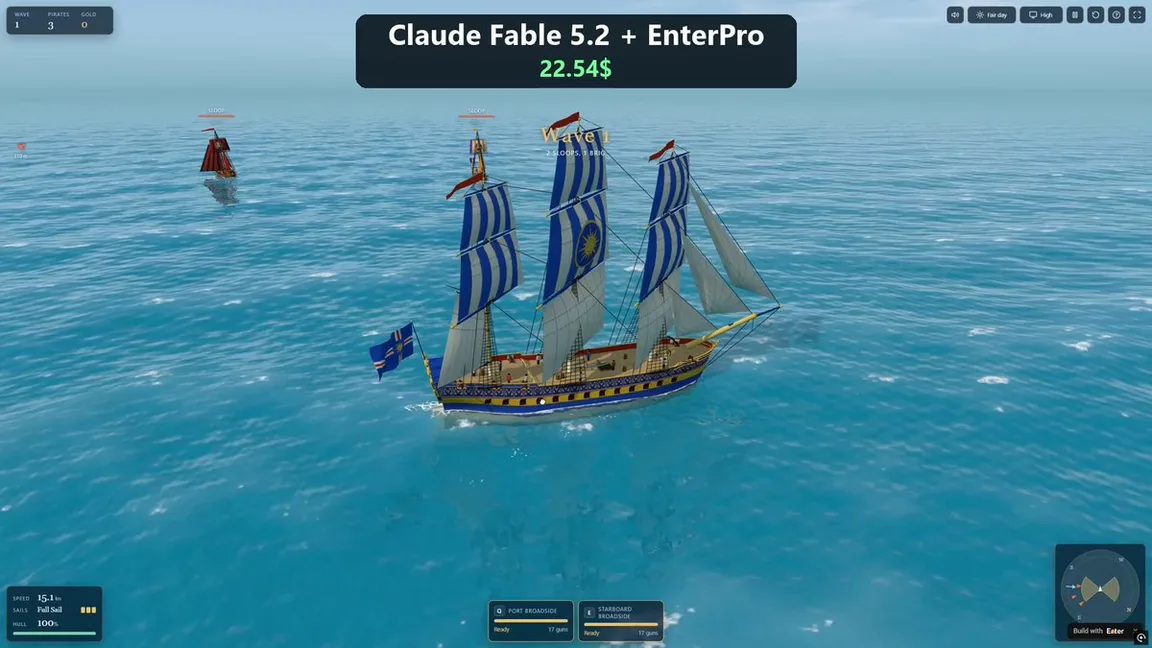 WAVE PIRATES GOLD
1 3 0
Fair day
High
Claude Fable 5.2 + EnterPro
22.54$
SLOOP
SLOOP
Wave 1
2 SLOOPS, 1 BRIG
SPEED 15.1 kn
SAILS Full Sail
HULL 100%
Q PORT BROADSIDE
Ready 17 guns
E STARBOARD
BROADSIDE
Ready 17 guns
N
Build with Enter